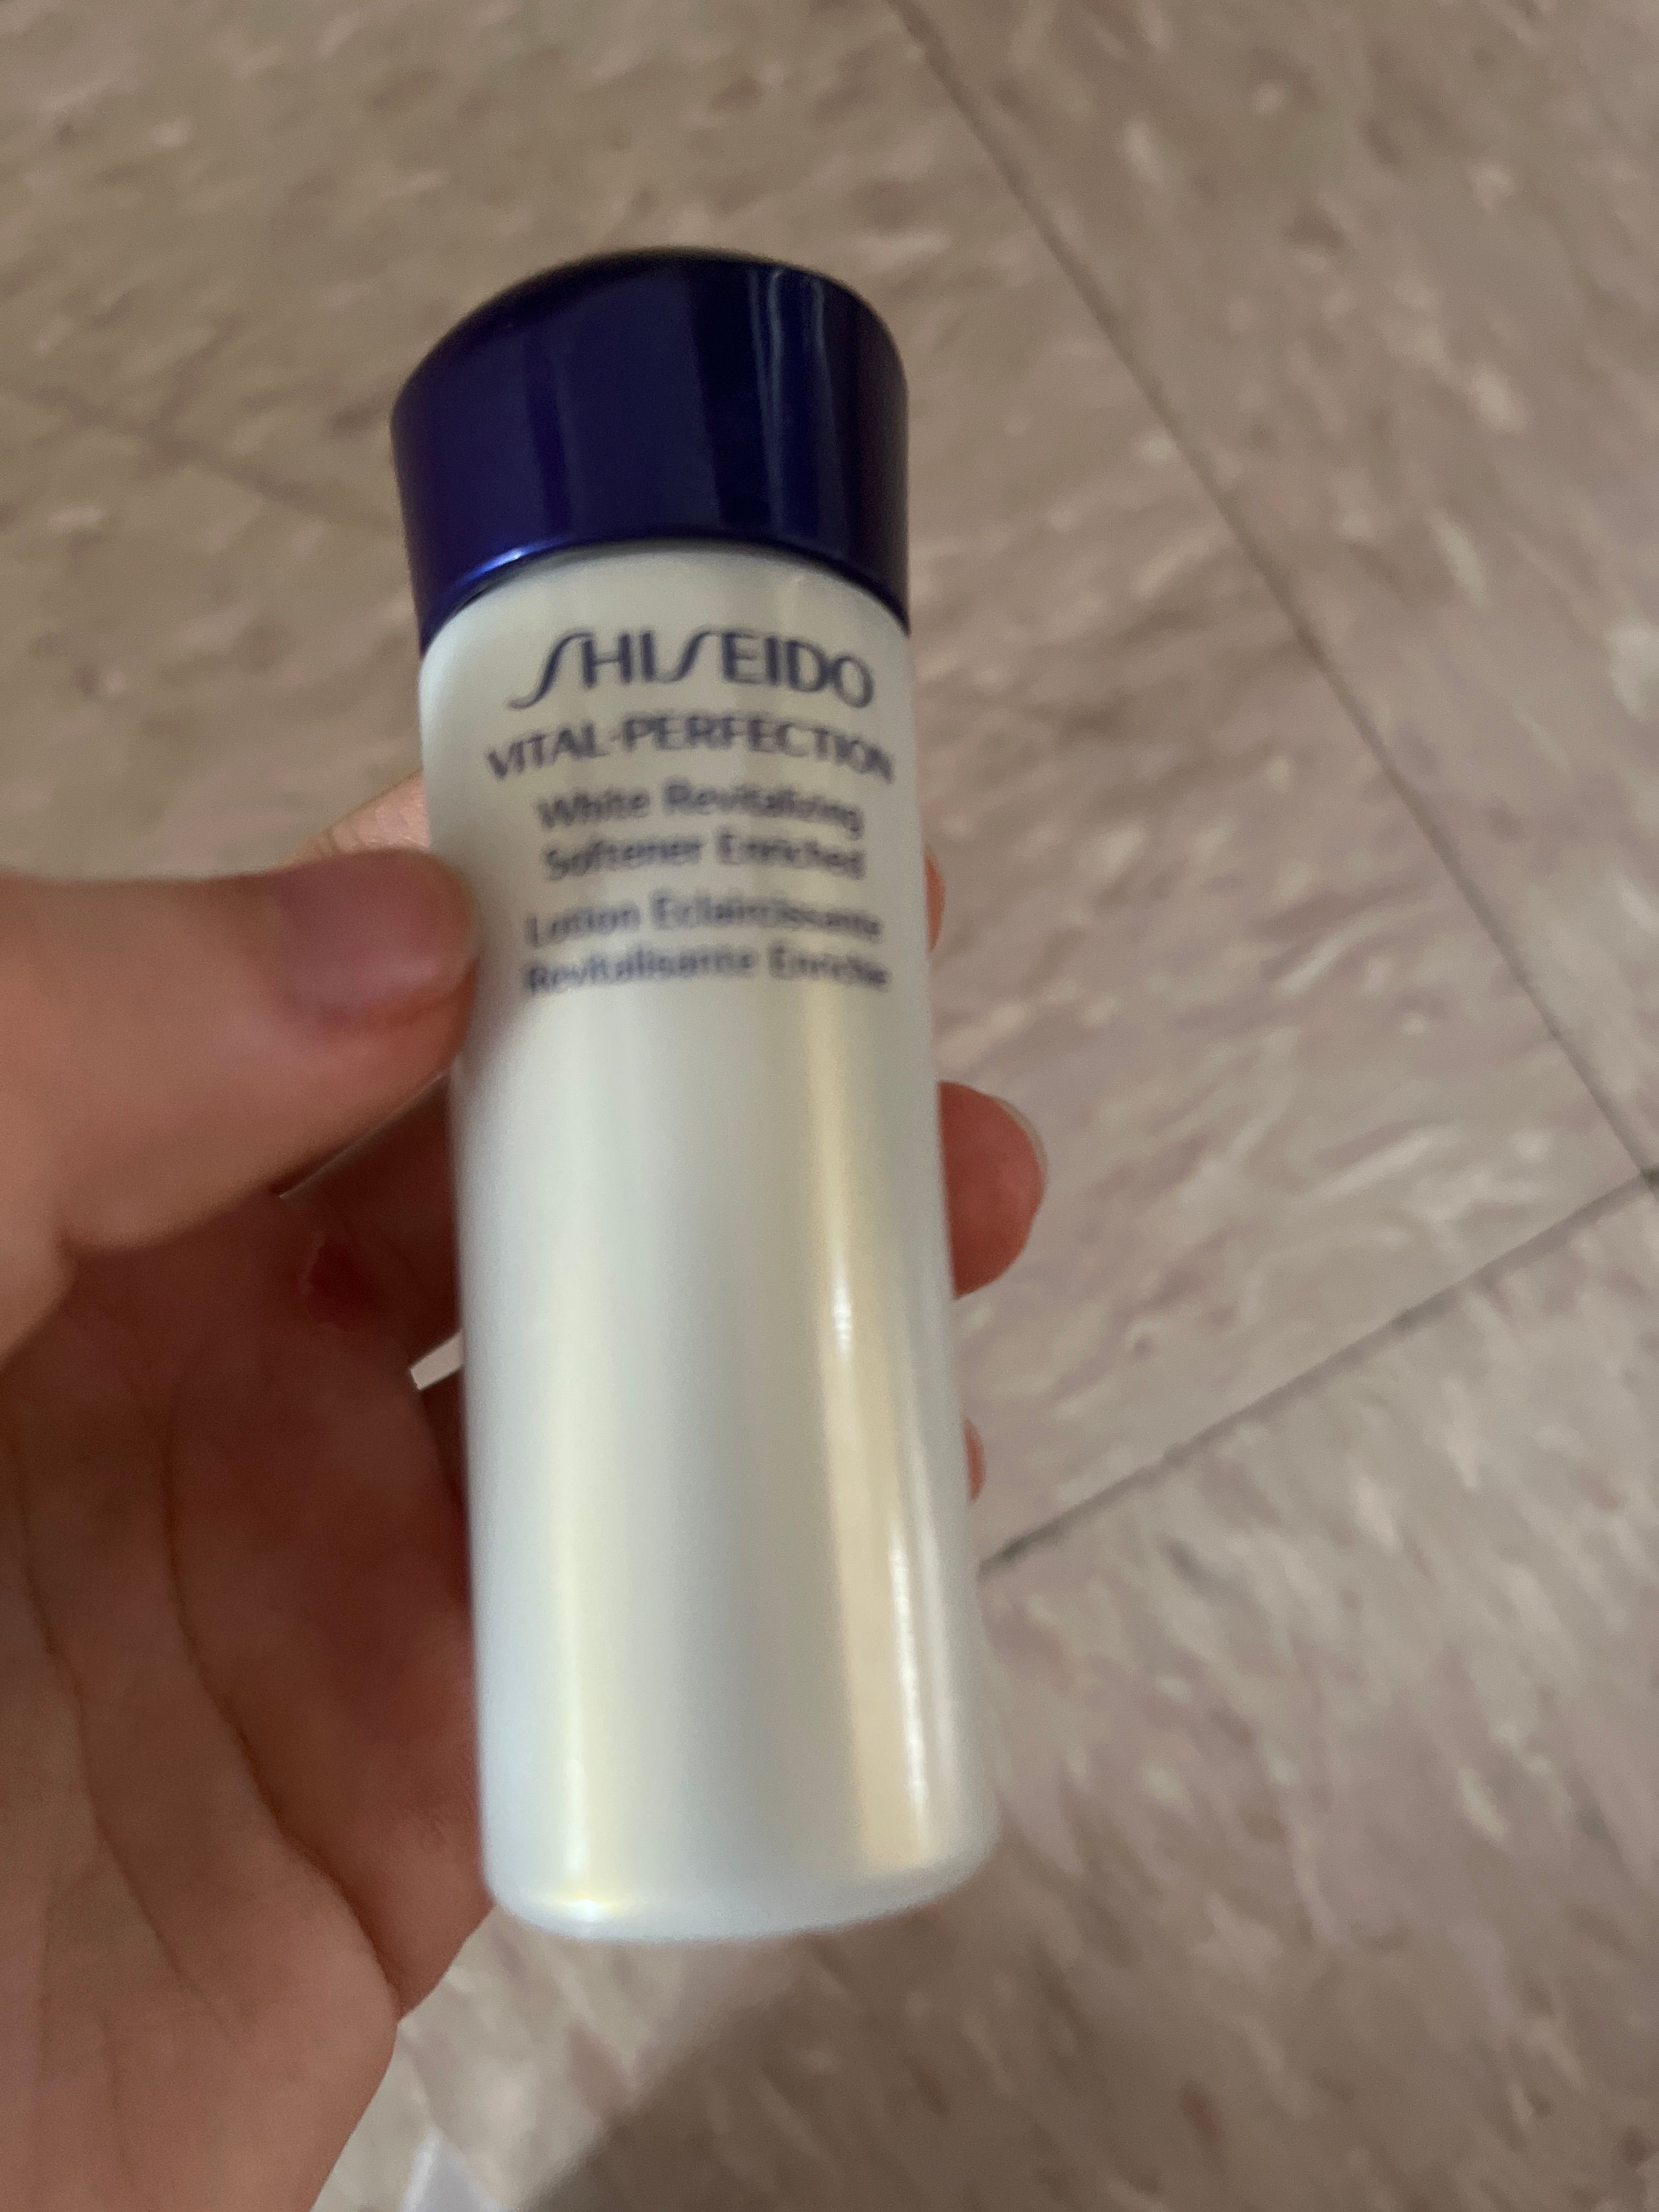 SHISEIDO
VITAL-PERFECTION
White Revitalizing
Softener Enriched
Lotion Eclaircissante
Revitalisante Enrichie